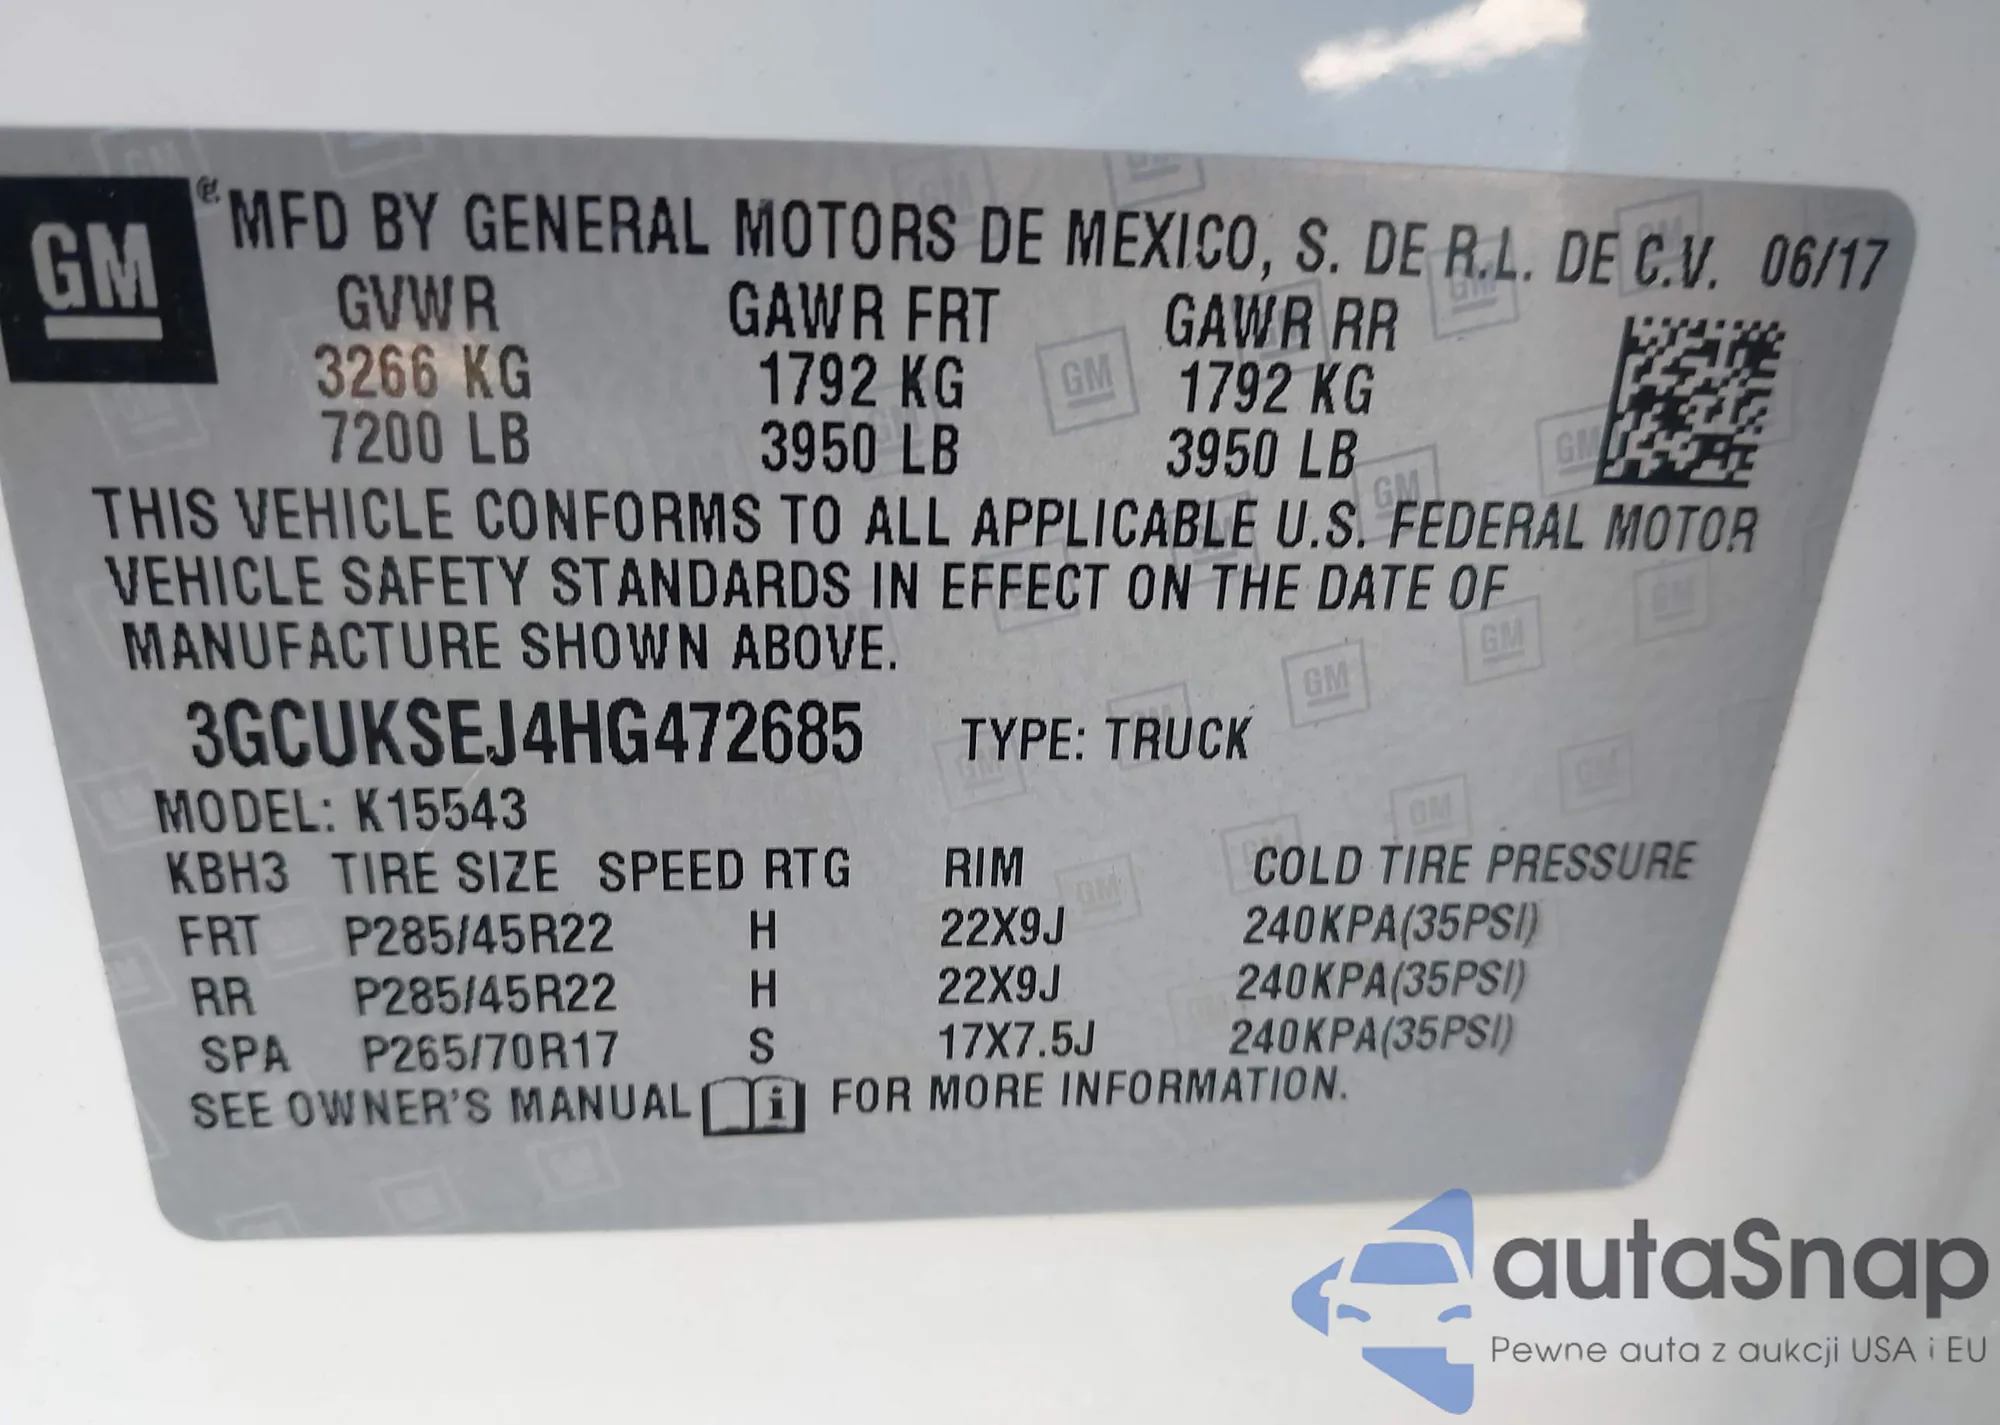 GM
MFD BY GENERAL MOTORS DE MEXICO, S. DE R.L. DE C.V. 06/17
GVWR GAWR FRT GAWR RR
3266 KG 1792 KG 1792 KG
7200 LB 3950 LB 3950 LB
THIS VEHICLE CONFORMS TO ALL APPLICABLE U.S. FEDERAL MOTOR
VEHICLE SAFETY STANDARDS IN EFFECT ON THE DATE OF
MANUFACTURE SHOWN ABOVE.
3GCUKSEJ4HG472685 TYPE: TRUCK
MODEL: K15543
KBH3 TIRE SIZE SPEED RTG RIM COLD TIRE PRESSURE
FRT P285/45R22 H 22X9J 240KPA(35PSI)
RR P285/45R22 H 22X9J 240KPA(35PSI)
SPA P265/70R17 S 17X7.5J 240KPA(35PSI)
SEE OWNER'S MANUAL i FOR MORE INFORMATION.
autaSnap
Pewne auta z aukcji USA i EU